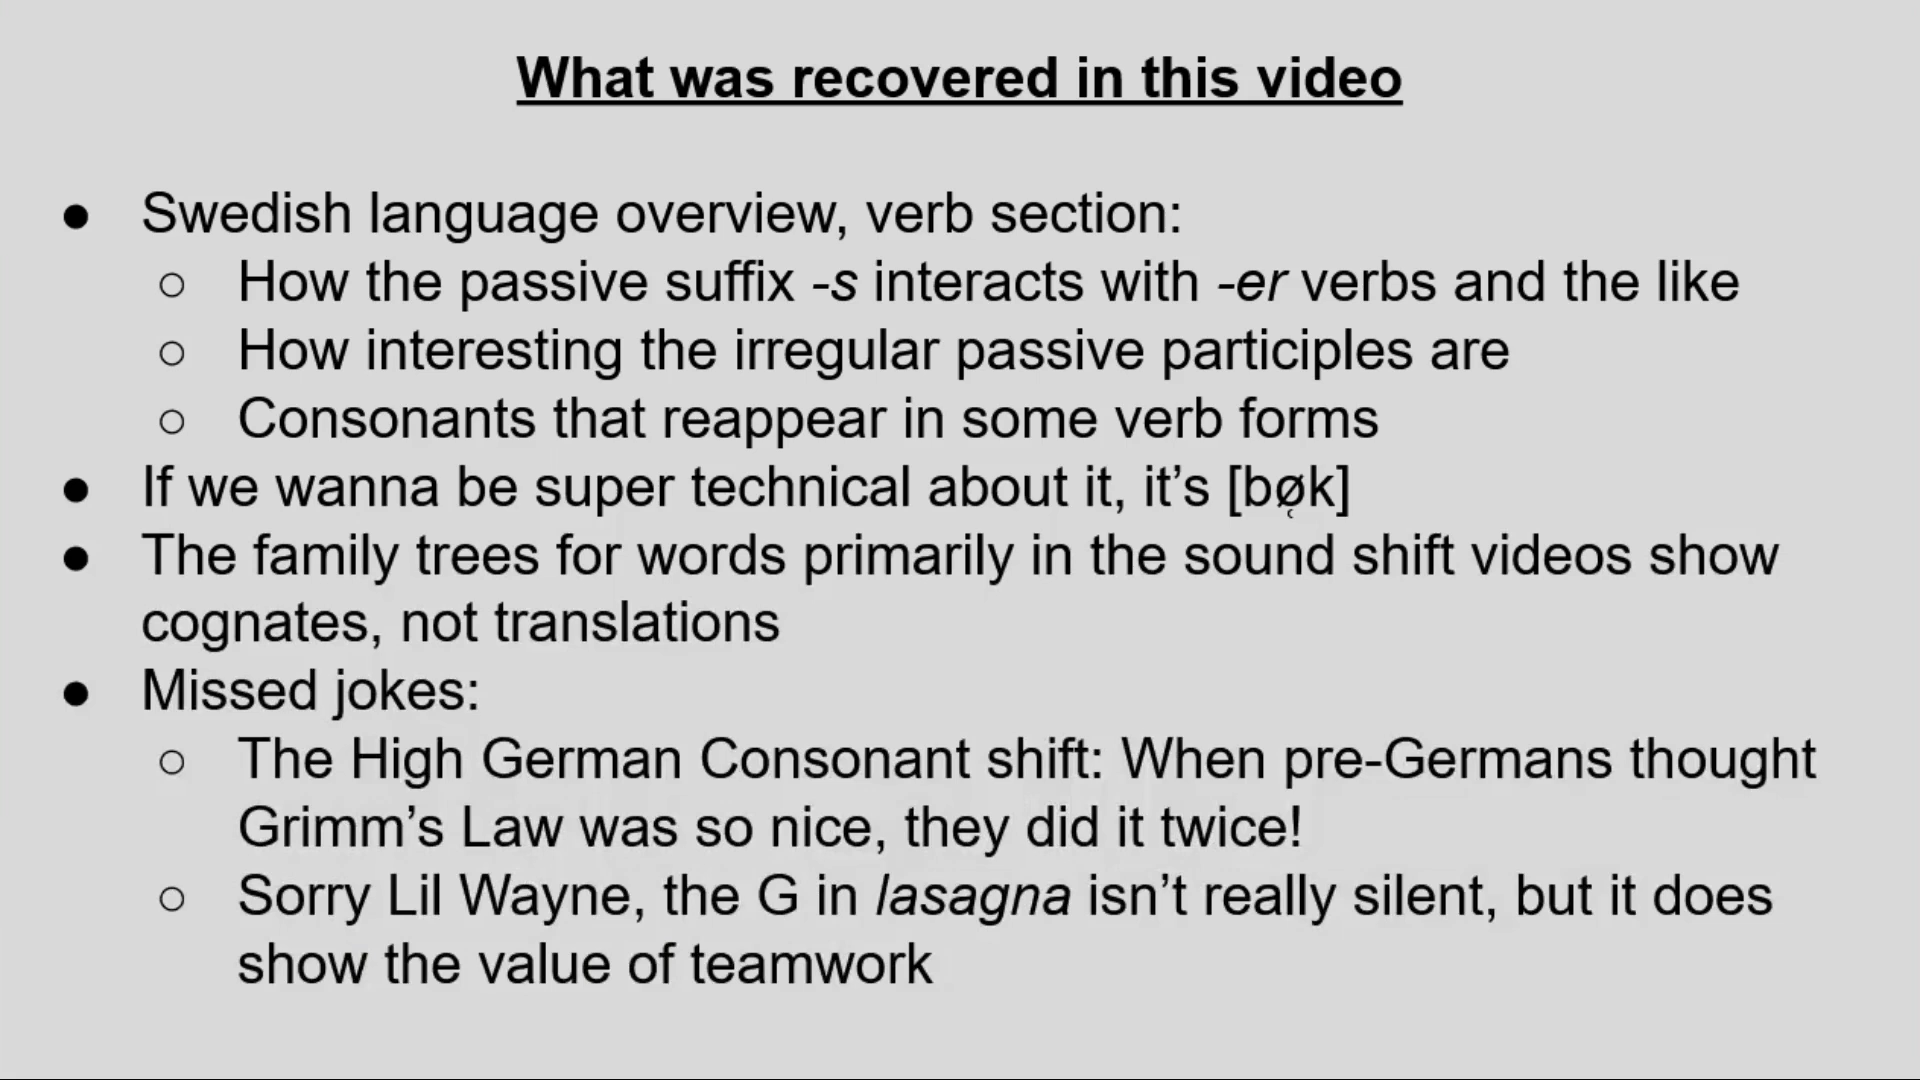 What was recovered in this video
● Swedish language overview, verb section:
○ How the passive suffix -s interacts with -er verbs and the like
○ How interesting the irregular passive participles are
○ Consonants that reappear in some verb forms
● If we wanna be super technical about it, it’s [bø̜k]
● The family trees for words primarily in the sound shift videos show
cognates, not translations
● Missed jokes:
○ The High German Consonant shift: When pre-Germans thought
Grimm’s Law was so nice, they did it twice!
○ Sorry Lil Wayne, the G in lasagna isn’t really silent, but it does
show the value of teamwork